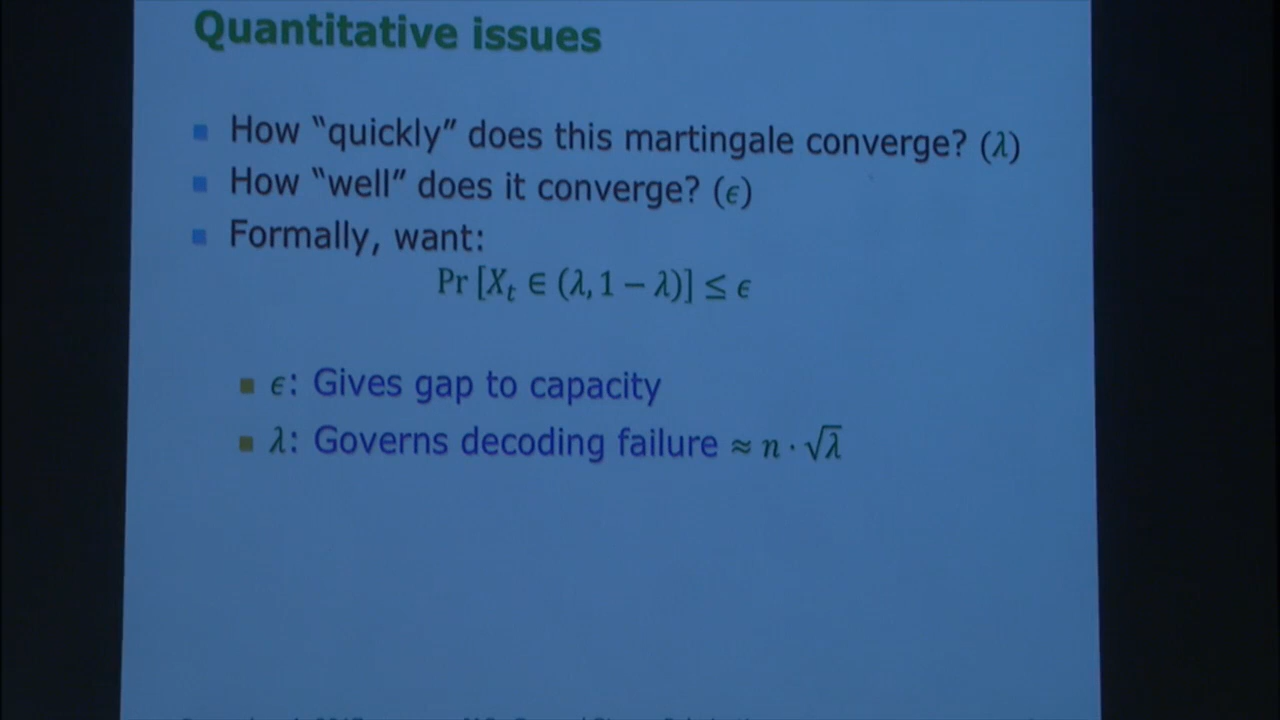 Quantitative issues
How “quickly” does this martingale converge? (λ)
How “well” does it converge? (ϵ)
Formally, want:
Pr [X_t ∈ (λ, 1 − λ)] ≤ ϵ
ϵ: Gives gap to capacity
λ: Governs decoding failure ≈ n · √λ